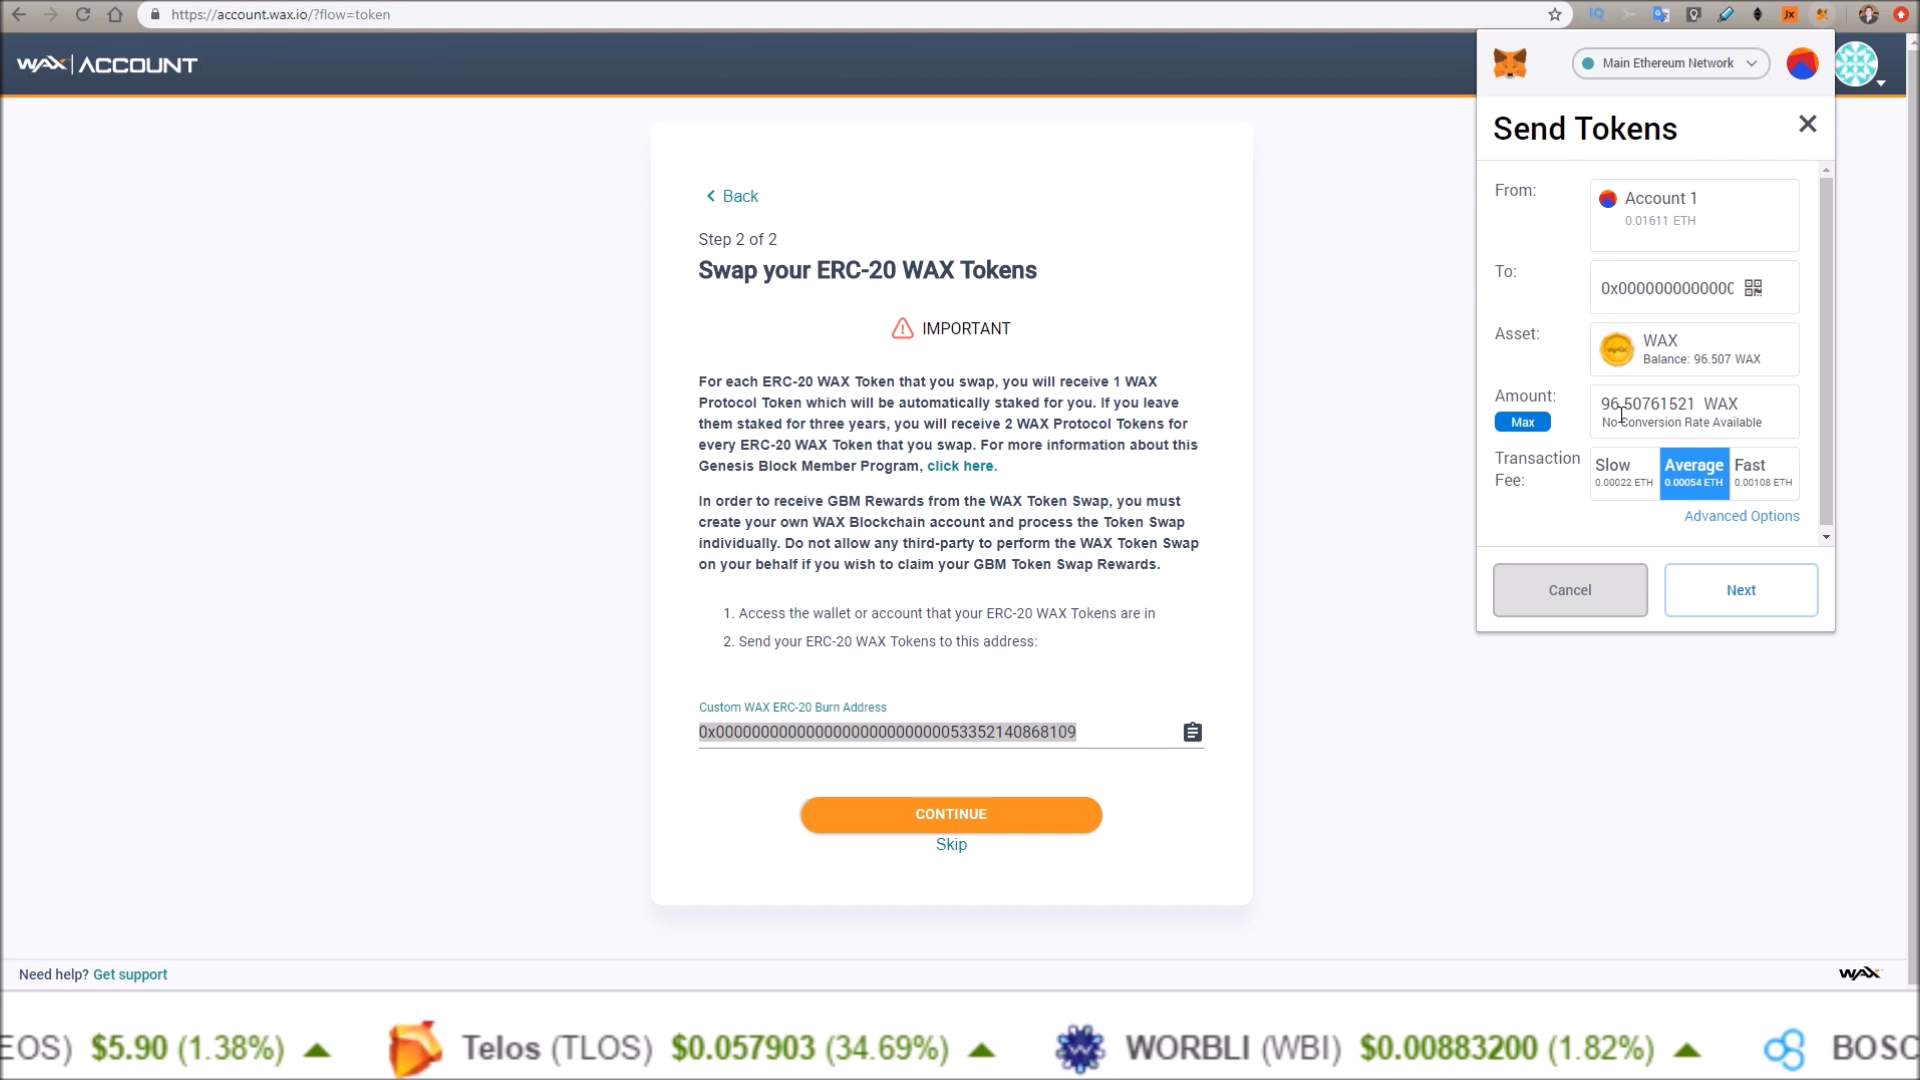 https://account.wax.io/?flow=token
WAX | ACCOUNT
Main Ethereum Network
Send Tokens
From:
Account 1
0.01611 ETH
To:
0x0000000000000
Asset:
WAX
Balance: 96.507 WAX
Amount:
Max
96.50761521 WAX
No Conversion Rate Available
Transaction Fee:
Slow
0.00022 ETH
Average
0.00054 ETH
Fast
0.00108 ETH
Advanced Options
Cancel
Next
Back
Step 2 of 2
Swap your ERC-20 WAX Tokens
IMPORTANT
For each ERC-20 WAX Token that you swap, you will receive 1 WAX
Protocol Token which will be automatically staked for you. If you leave
them staked for three years, you will receive 2 WAX Protocol Tokens for
every ERC-20 WAX Token that you swap. For more information about this
Genesis Block Member Program, click here.
In order to receive GBM Rewards from the WAX Token Swap, you must
create your own WAX Blockchain account and process the Token Swap
individually. Do not allow any third-party to perform the WAX Token Swap
on your behalf if you wish to claim your GBM Token Swap Rewards.
1. Access the wallet or account that your ERC-20 WAX Tokens are in
2. Send your ERC-20 WAX Tokens to this address:
Custom WAX ERC-20 Burn Address
0x0000000000000000000000000053352140868109
CONTINUE
Skip
Need help? Get support
WAX
EOS) $5.90 (1.38%)
Telos (TLOS) $0.057903 (34.69%)
WORBLI (WBI) $0.00883200 (1.82%)
BOSC